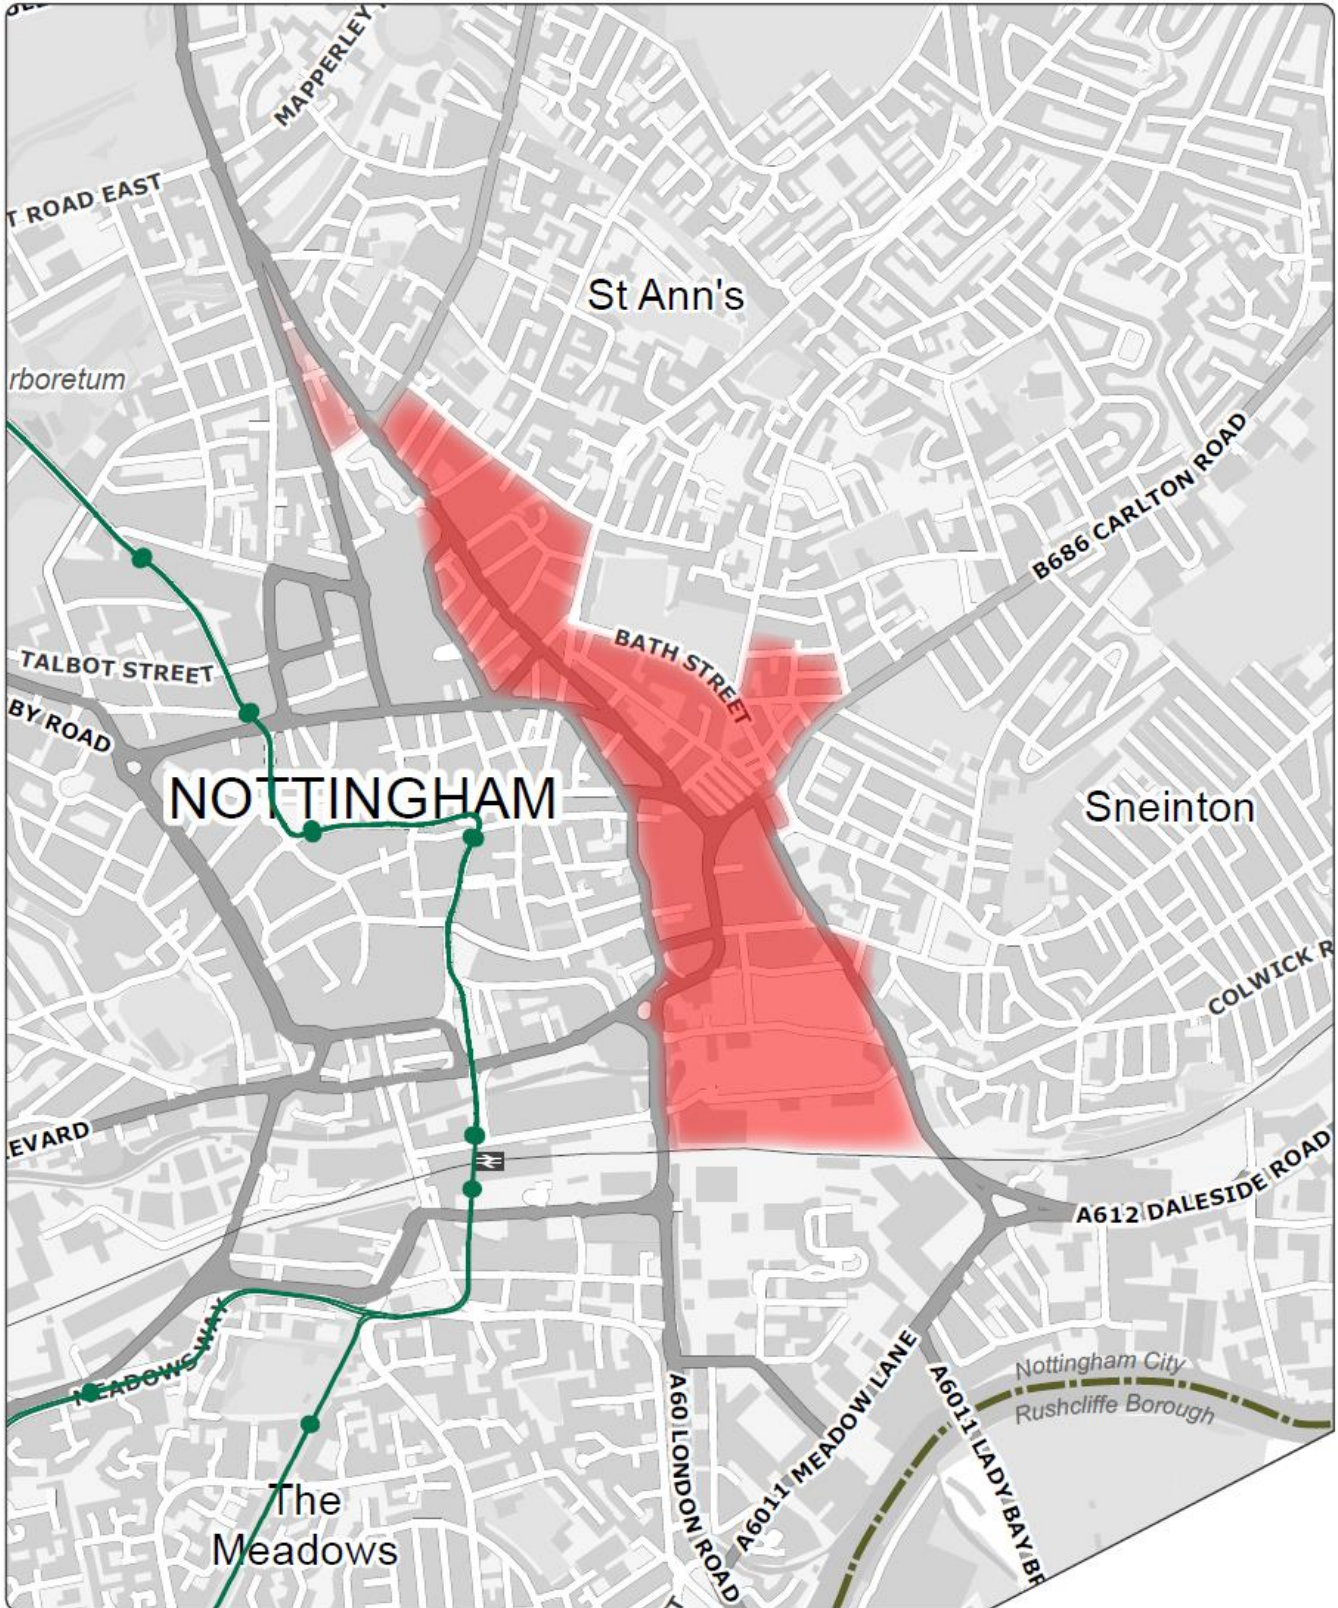 MAPPERLEY
T ROAD EAST
St Ann's
rboretum
B686 CARLTON ROAD
BATH STREET
TALBOT STREET
BY ROAD
NOTTINGHAM
Sneinton
COLWICK R
EVARD
A612 DALESIDE ROAD
MEADOWS WAY
Nottingham City
Rushcliffe Borough
A60 LONDON ROAD
A6011 MEADOW LANE
A6011 LADY BAY BR
The
Meadows